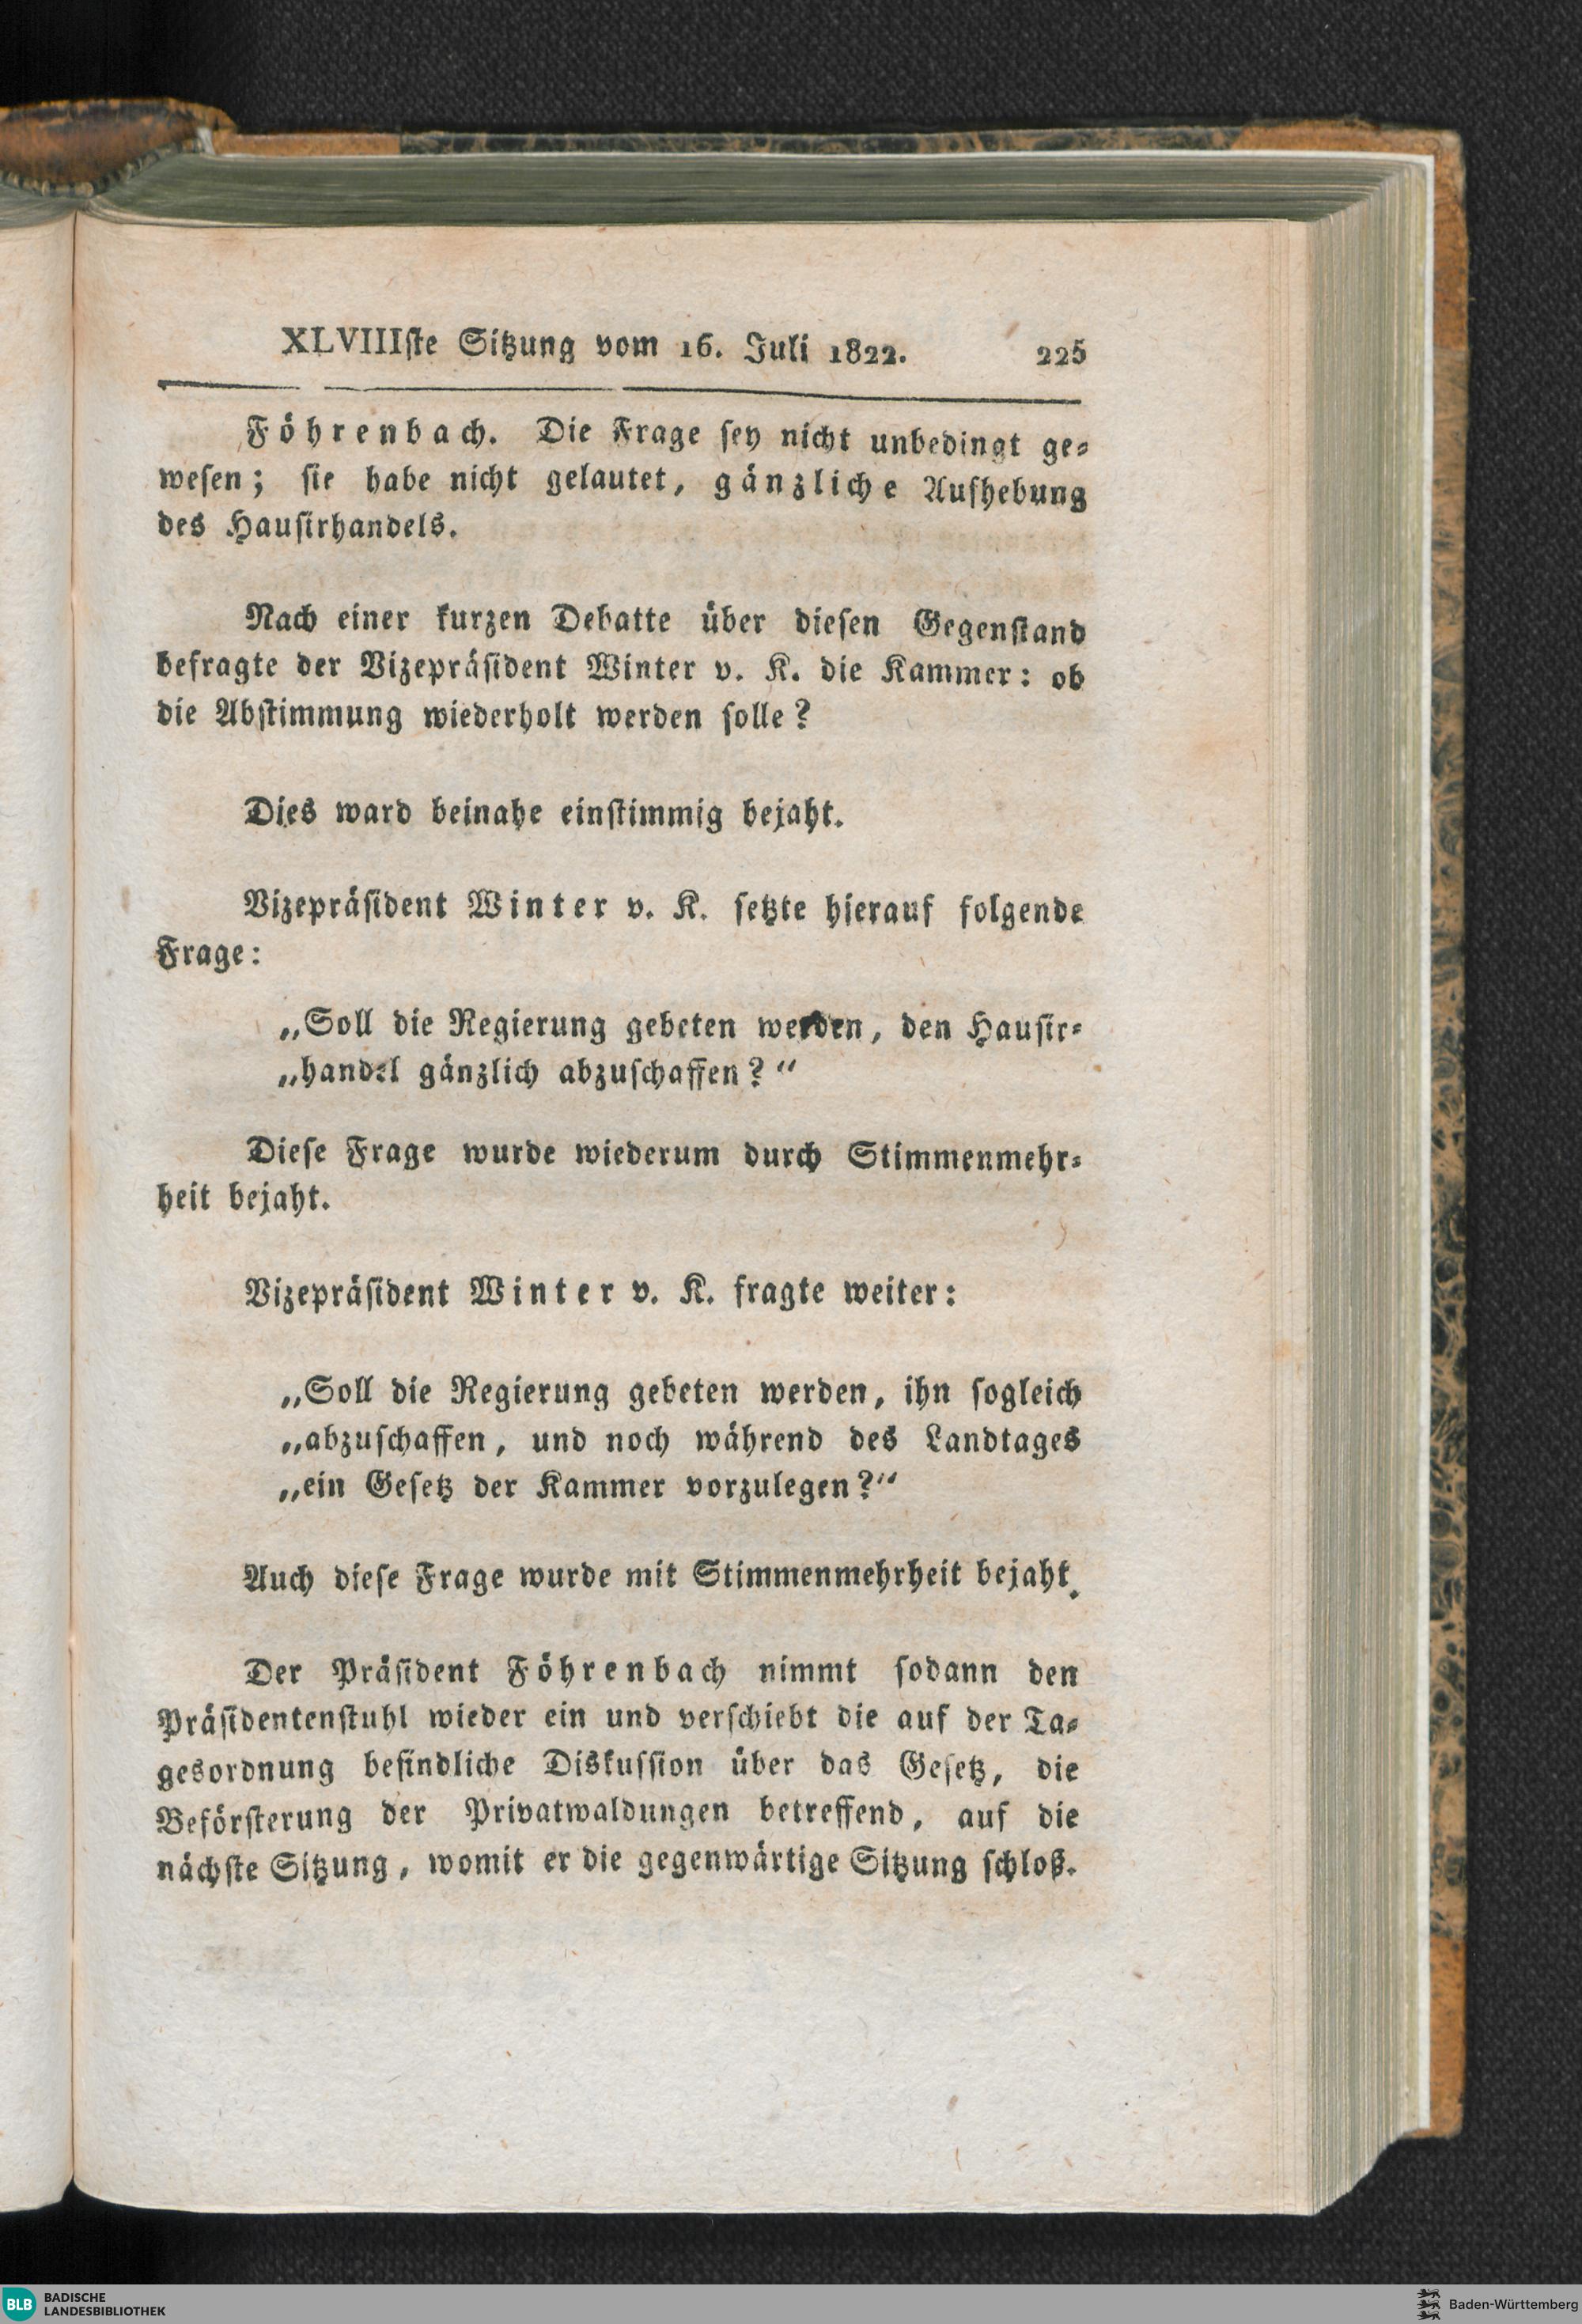 XLVIIIſte Sitzung vom 16. Juli 1822. 225
Föhrenbach. Die Frage ſey nicht unbedingt ge⸗
weſen; ſie habe nicht gelautet, gänzliche Aufhebung
des Hauſirhandels.
Nach einer kurzen Debatte über dieſen Gegenſtand
befragte der Vizepräſident Winter v. K. die Kammer: ob
die Abſtimmung wiederholt werden ſolle?
Dies ward beinahe einſtimmig bejaht.
Vizepräſident Winter v. K. ſetzte hierauf folgende
Frage:
„Soll die Regierung gebeten werden, den Hauſir⸗
„handel gänzlich abzuſchaffen?“
Dieſe Frage wurde wiederum durch Stimmenmehr⸗
heit bejaht.
Vizepräſident Winter v. K. fragte weiter:
„Soll die Regierung gebeten werden, ihn ſogleich
„abzuſchaffen, und noch während des Landtages
„ein Geſetz der Kammer vorzulegen?“
Auch dieſe Frage wurde mit Stimmenmehrheit bejaht.
Der Präſident Föhrenbach nimmt ſodann den
Präſidentenſtuhl wieder ein und verſchiebt die auf der Ta⸗
gesordnung befindliche Diskuſſion über das Geſetz, die
Beförſterung der Privatwaldungen betreffend, auf die
nächſte Sitzung, womit er die gegenwärtige Sitzung ſchloß.
BLB BADISCHE
LANDESBIBLIOTHEK
Baden-Württemberg